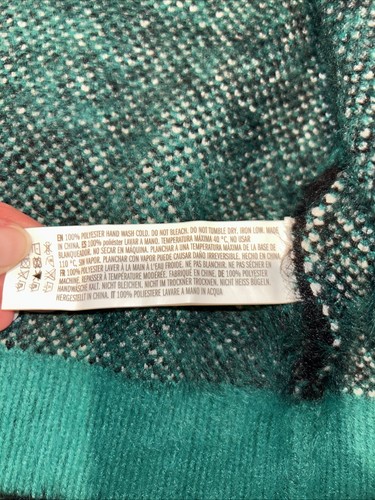 EN 100% POLYESTER HAND WASH COLD. DO NOT BLEACH. DO NOT TUMBLE DRY. IRON LOW. MADE
IN CHINA. ES 100% poliéster LAVAR A MANO. TEMPERATURA MÁXIMA 40 °C, NO USAR
BLANQUEADOR. NO SECAR EN MÁQUINA. PLANCHAR A UNA TEMPERATURA MÁXIMA DE LA BASE DE
110 °C, SIN VAPOR. PLANCHAR CON VAPOR PUEDE CAUSAR DAÑO IRREVERSIBLE. HECHO EN CHINA.
FR 100% POLYESTER LAVER À LA MAIN À L'EAU FROIDE. NE PAS BLANCHIR. NE PAS SÉCHER EN
MACHINE. REPASSER À TEMPÉRATURE MODÉRÉE. FABRIQUÉ EN CHINE. DE 100% POLYESTER
HANDWÄSCHE KALT. NICHT BLEICHEN. NICHT IM TROCKNER TROCKNEN. NICHT HEISS BÜGELN.
HERGESTELLT IN CHINA. IT 100% POLIESTERE LAVARE A MANO IN ACQUA